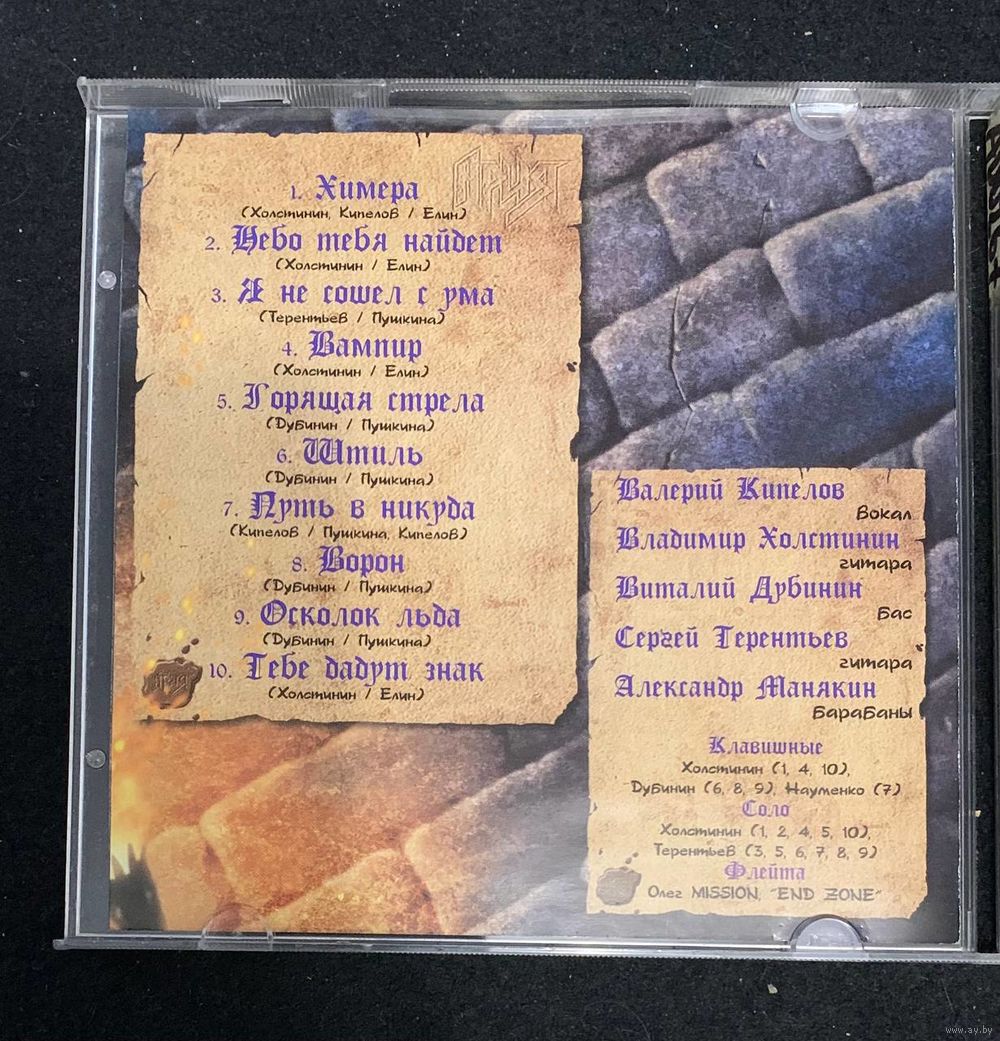 Ария
1. Химера
(Холстинин, Кипелов / Елин)
2. Небо тебя найдет
(Холстинин / Елин)
3. Я не сошел с ума
(Терентьев / Пушкина)
4. Вампир
(Холстинин / Елин)
5. Горящая стрела
(Дубинин / Пушкина)
6. Штиль
(Дубинин / Пушкина)
7. Путь в никуда
(Кипелов / Пушкина, Кипелов)
8. Ворон
(Дубинин / Пушкина)
9. Осколок льда
(Дубинин / Пушкина)
10. Тебе дадут знак
(Холстинин / Елин)
Ария
Валерий Кипелов
вокал
Владимир Холстинин
гитара
Виталий Дубинин
бас
Сергей Терентьев
гитара
Александр Манякин
барабаны
Клавишные
Холстинин (1, 4, 10),
Дубинин (6, 8, 9), Науменко (7)
Соло
Холстинин (1, 2, 4, 5, 10),
Терентьев (3, 5, 6, 7, 8, 9)
Флейта
Олег MISSION, "END ZONE"
www.ay.by